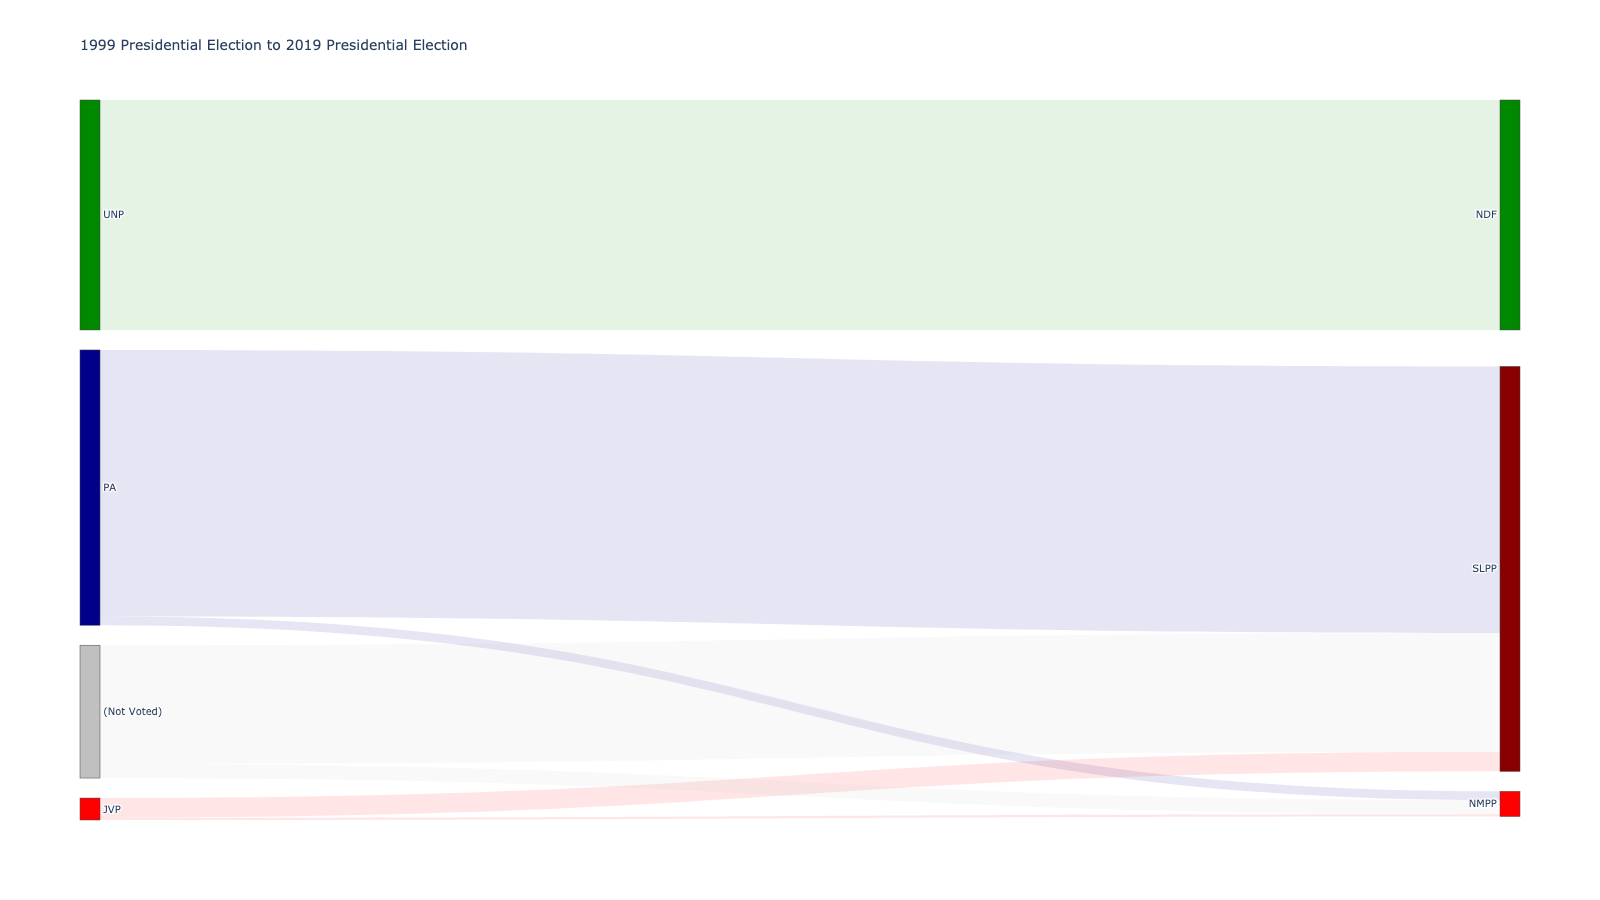 1999 Presidential Election to 2019 Presidential Election
UNP
NDF
PA
SLPP
(Not Voted)
NMPP
JVP